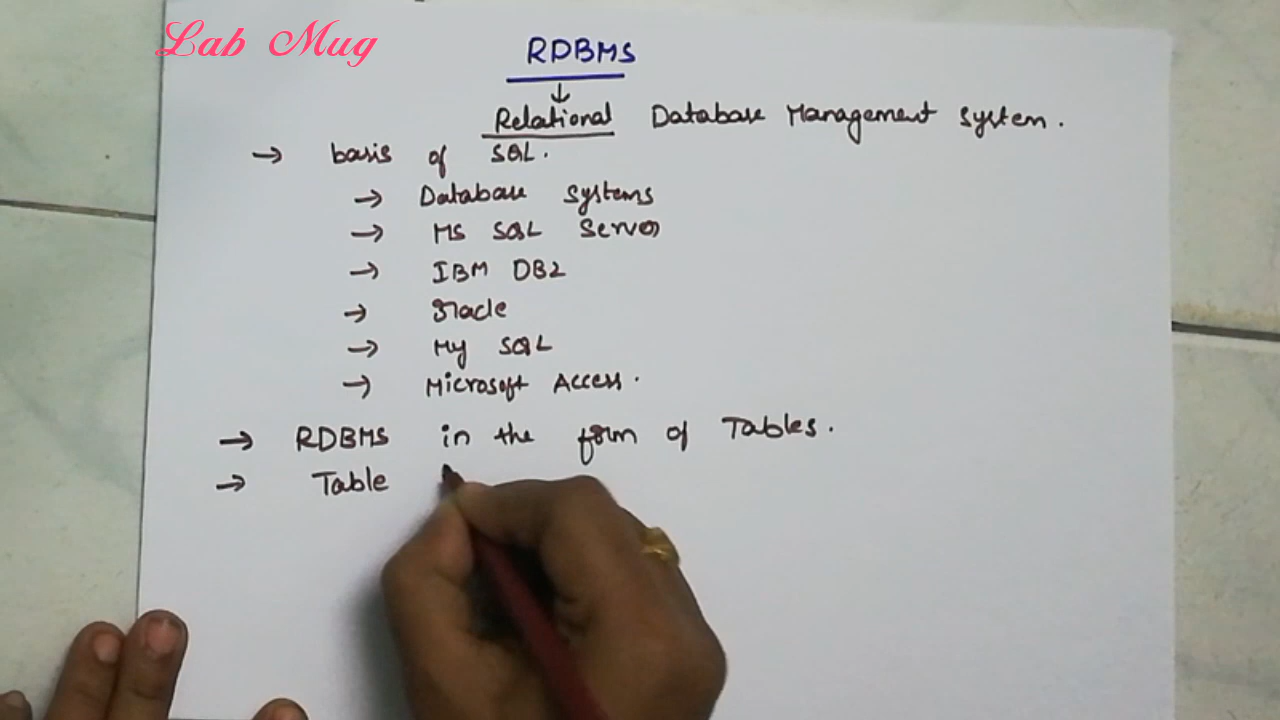 Lab Mug
RDBMS
↓
Relational Database Management System.
→ basis of SQL.
→ Database Systems
→ MS SQL Server
→ IBM DB2
→ Oracle
→ My SQL
→ Microsoft Access.
→ RDBMS in the form of Tables.
→ Table